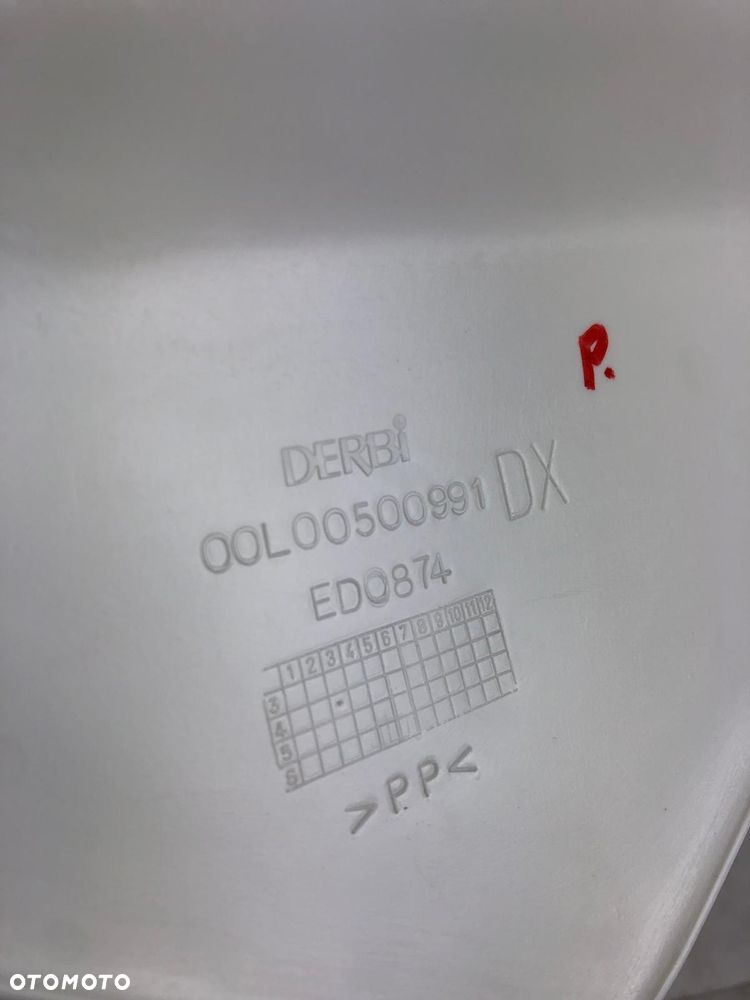 P.
DERBi
00L00500991 DX
ED0874
1 2 3 4 5 6 7 8 9 10 11 12
3
4
5
6
>PP<
OTOMOTO